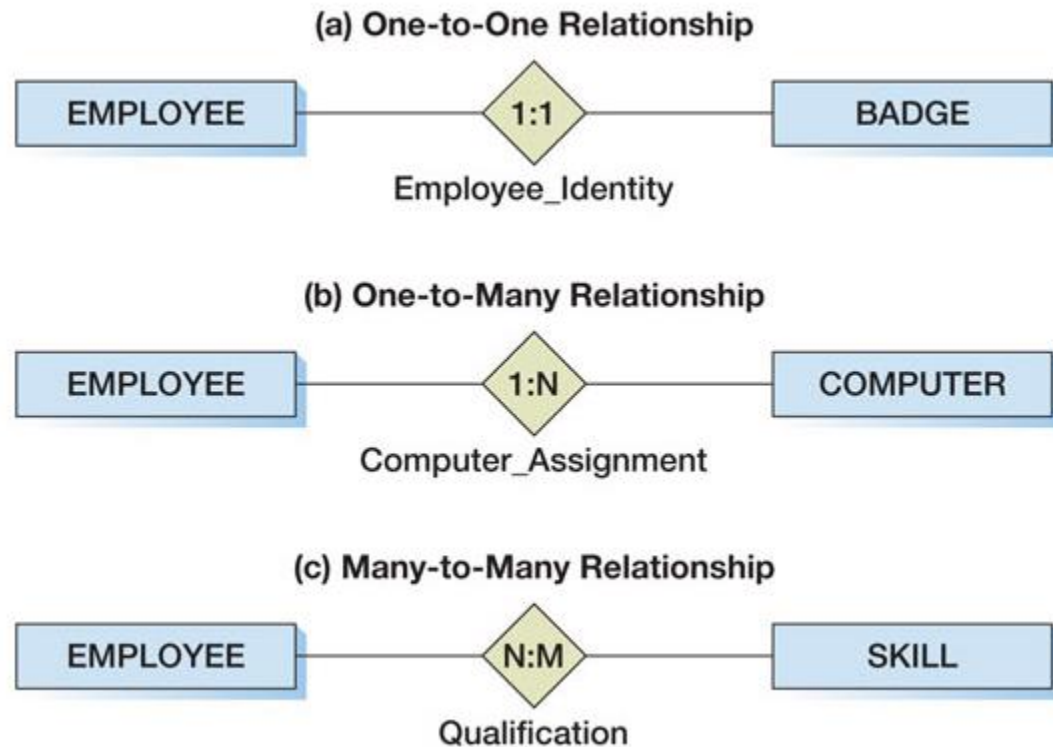 (a) One-to-One Relationship
EMPLOYEE 1:1 BADGE
Employee_Identity
(b) One-to-Many Relationship
EMPLOYEE 1:N COMPUTER
Computer_Assignment
(c) Many-to-Many Relationship
EMPLOYEE N:M SKILL
Qualification